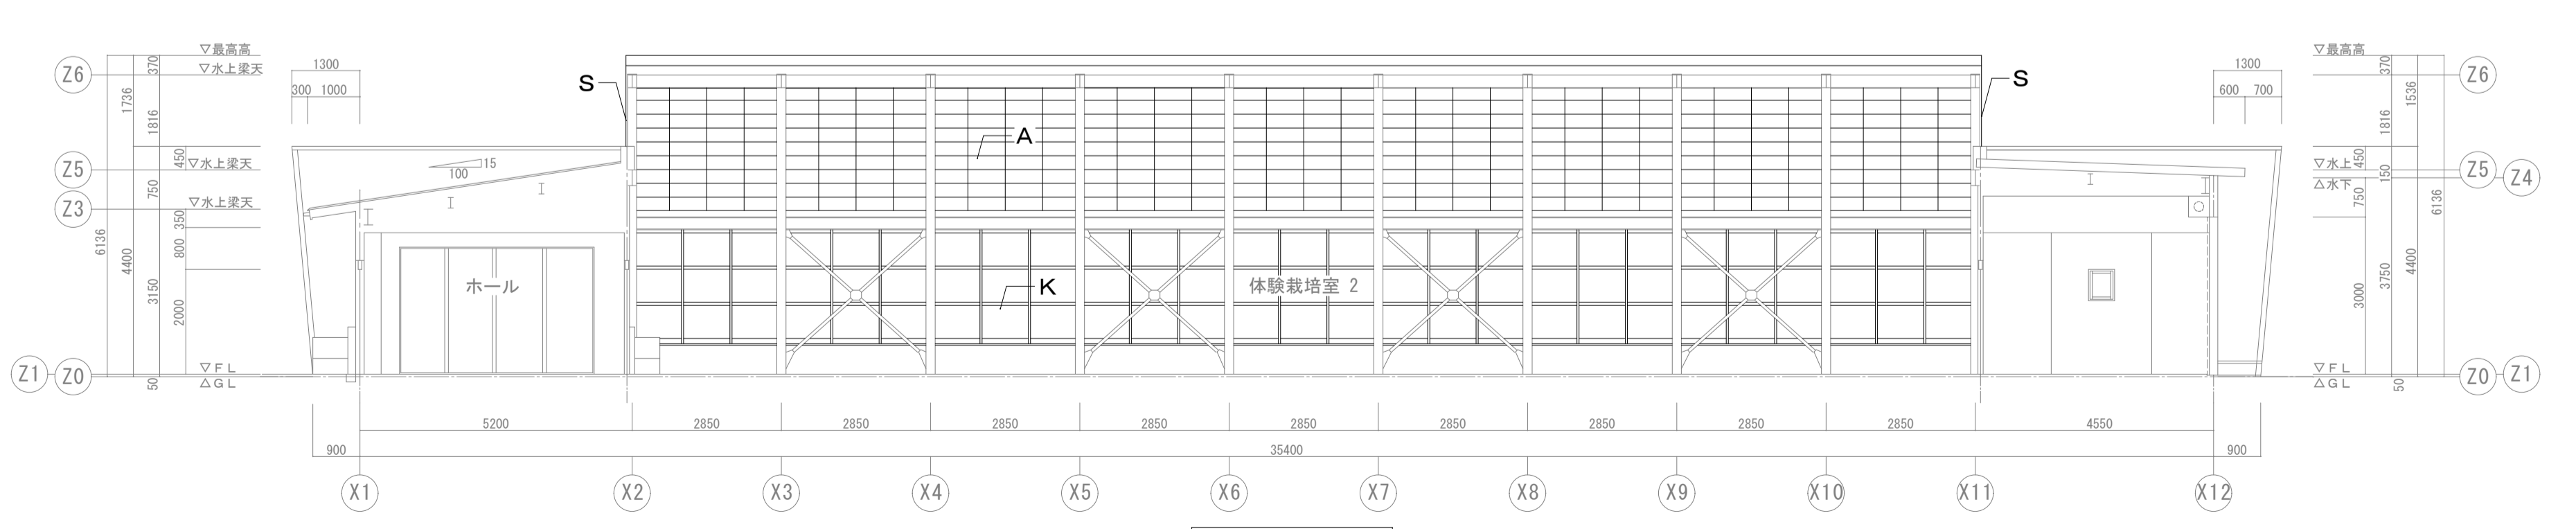 ▽最高高
▽水上梁天
Z6
370
1300
300 1000
1736
1816
S
A
S
▽最高高
370
Z6
1300
600 700
1536
1816
450
▽水上梁天
Z5
15
100
750
▽水上梁天
Z3
350
6136
4400
800
3150
2000
ホール
K
体験栽培室 2
▽水上
450
Z5
Z4
150
△水下
750
6136
4400
3750
3000
Z1
Z0
▽FL
△GL
50
▽FL
△GL
50
Z0
Z1
5200
2850
2850
2850
2850
2850
2850
2850
2850
2850
4550
900
35400
900
X1
X2
X3
X4
X5
X6
X7
X8
X9
X10
X11
X12